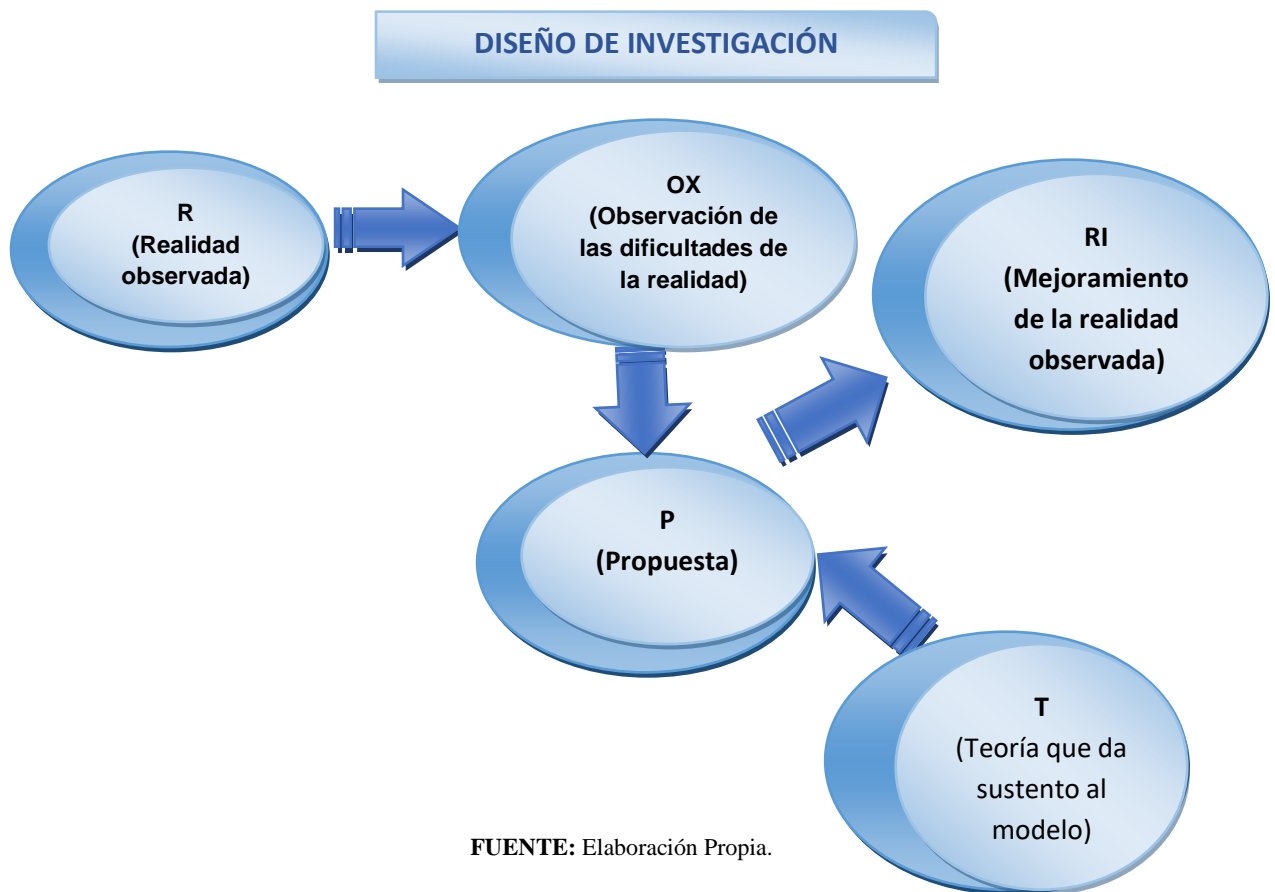 DISEÑO DE INVESTIGACIÓN
R
(Realidad
observada)
OX
(Observación de
las dificultades de
la realidad)
RI
(Mejoramiento
de la realidad
observada)
P
(Propuesta)
T
(Teoría que da
sustento al
modelo)
FUENTE: Elaboración Propia.